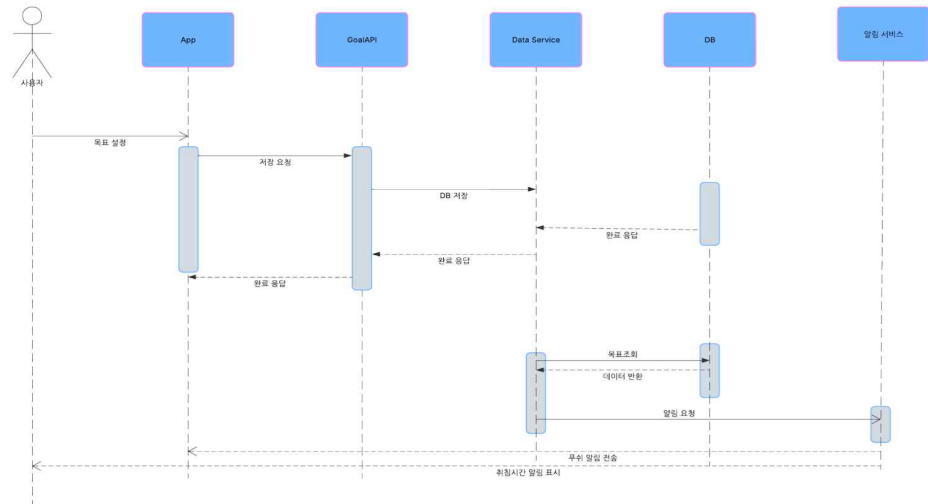 App
GoalAPI
Data Service
DB
알림 서비스
사용자
목표 설정
저장 요청
DB 저장
완료 응답
완료 응답
완료 응답
목표조회
데이터 반환
알림 요청
푸쉬 알림 전송
취침시간 알림 표시